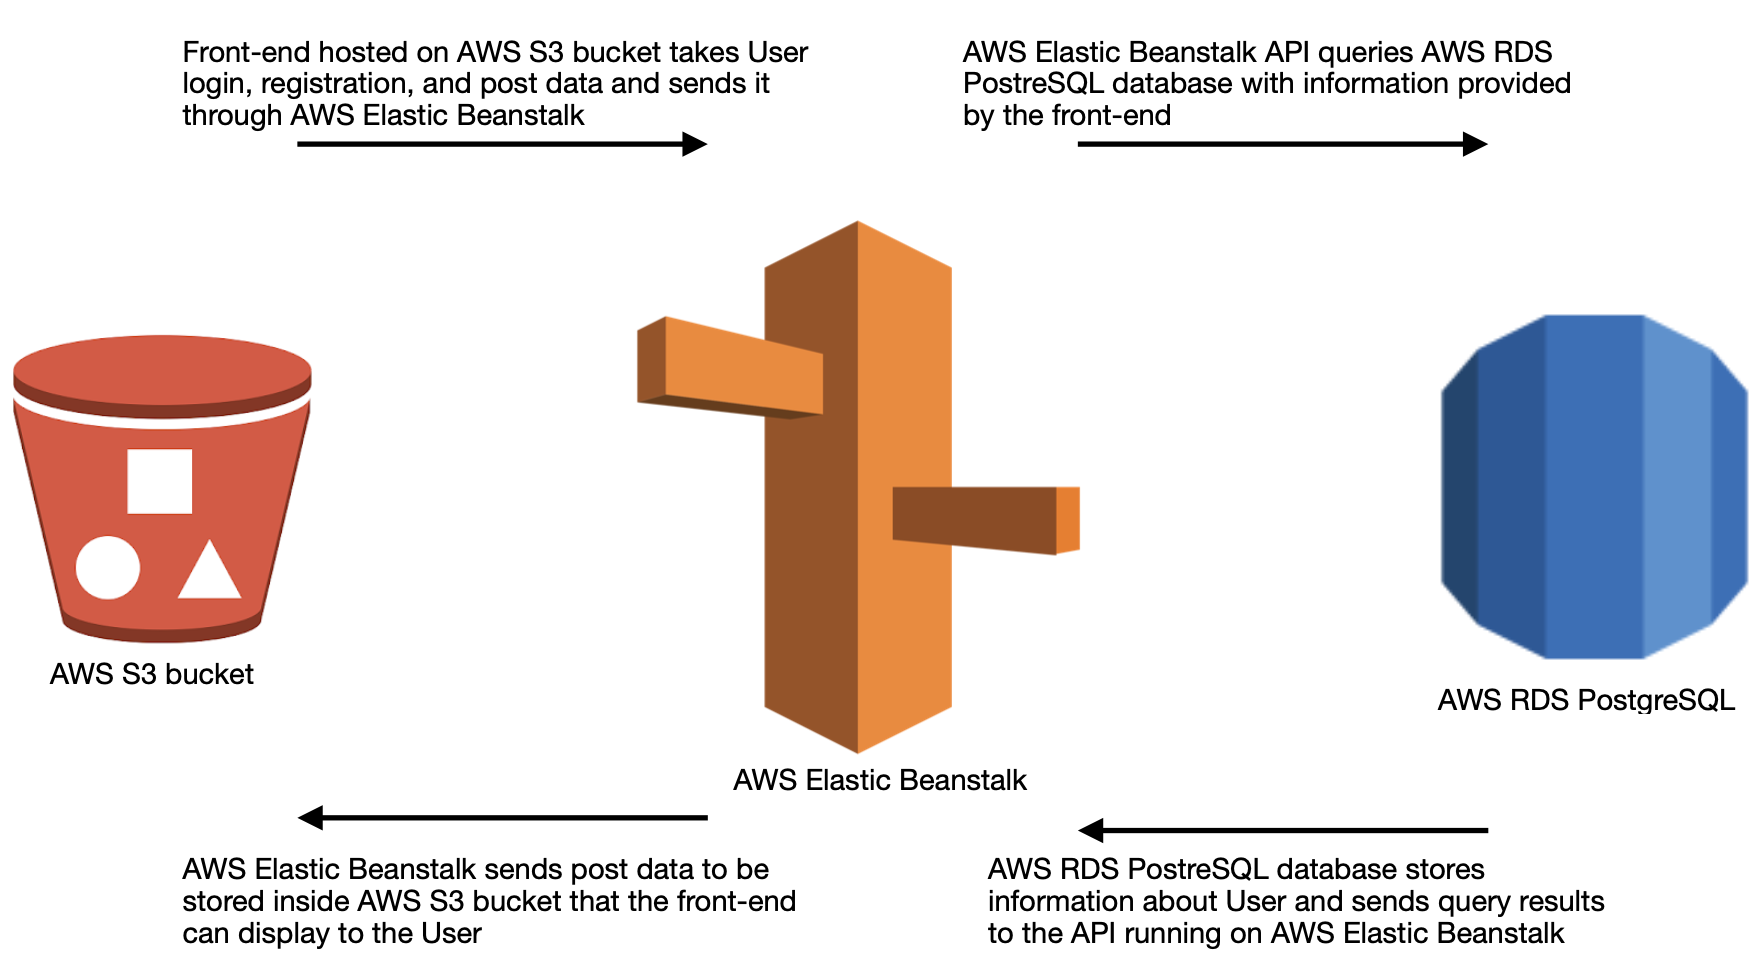 Front-end hosted on AWS S3 bucket takes User
login, registration, and post data and sends it
through AWS Elastic Beanstalk
AWS Elastic Beanstalk API queries AWS RDS
PostreSQL database with information provided
by the front-end
AWS S3 bucket
AWS Elastic Beanstalk
AWS RDS PostgreSQL
AWS Elastic Beanstalk sends post data to be
stored inside AWS S3 bucket that the front-end
can display to the User
AWS RDS PostreSQL database stores
information about User and sends query results
to the API running on AWS Elastic Beanstalk